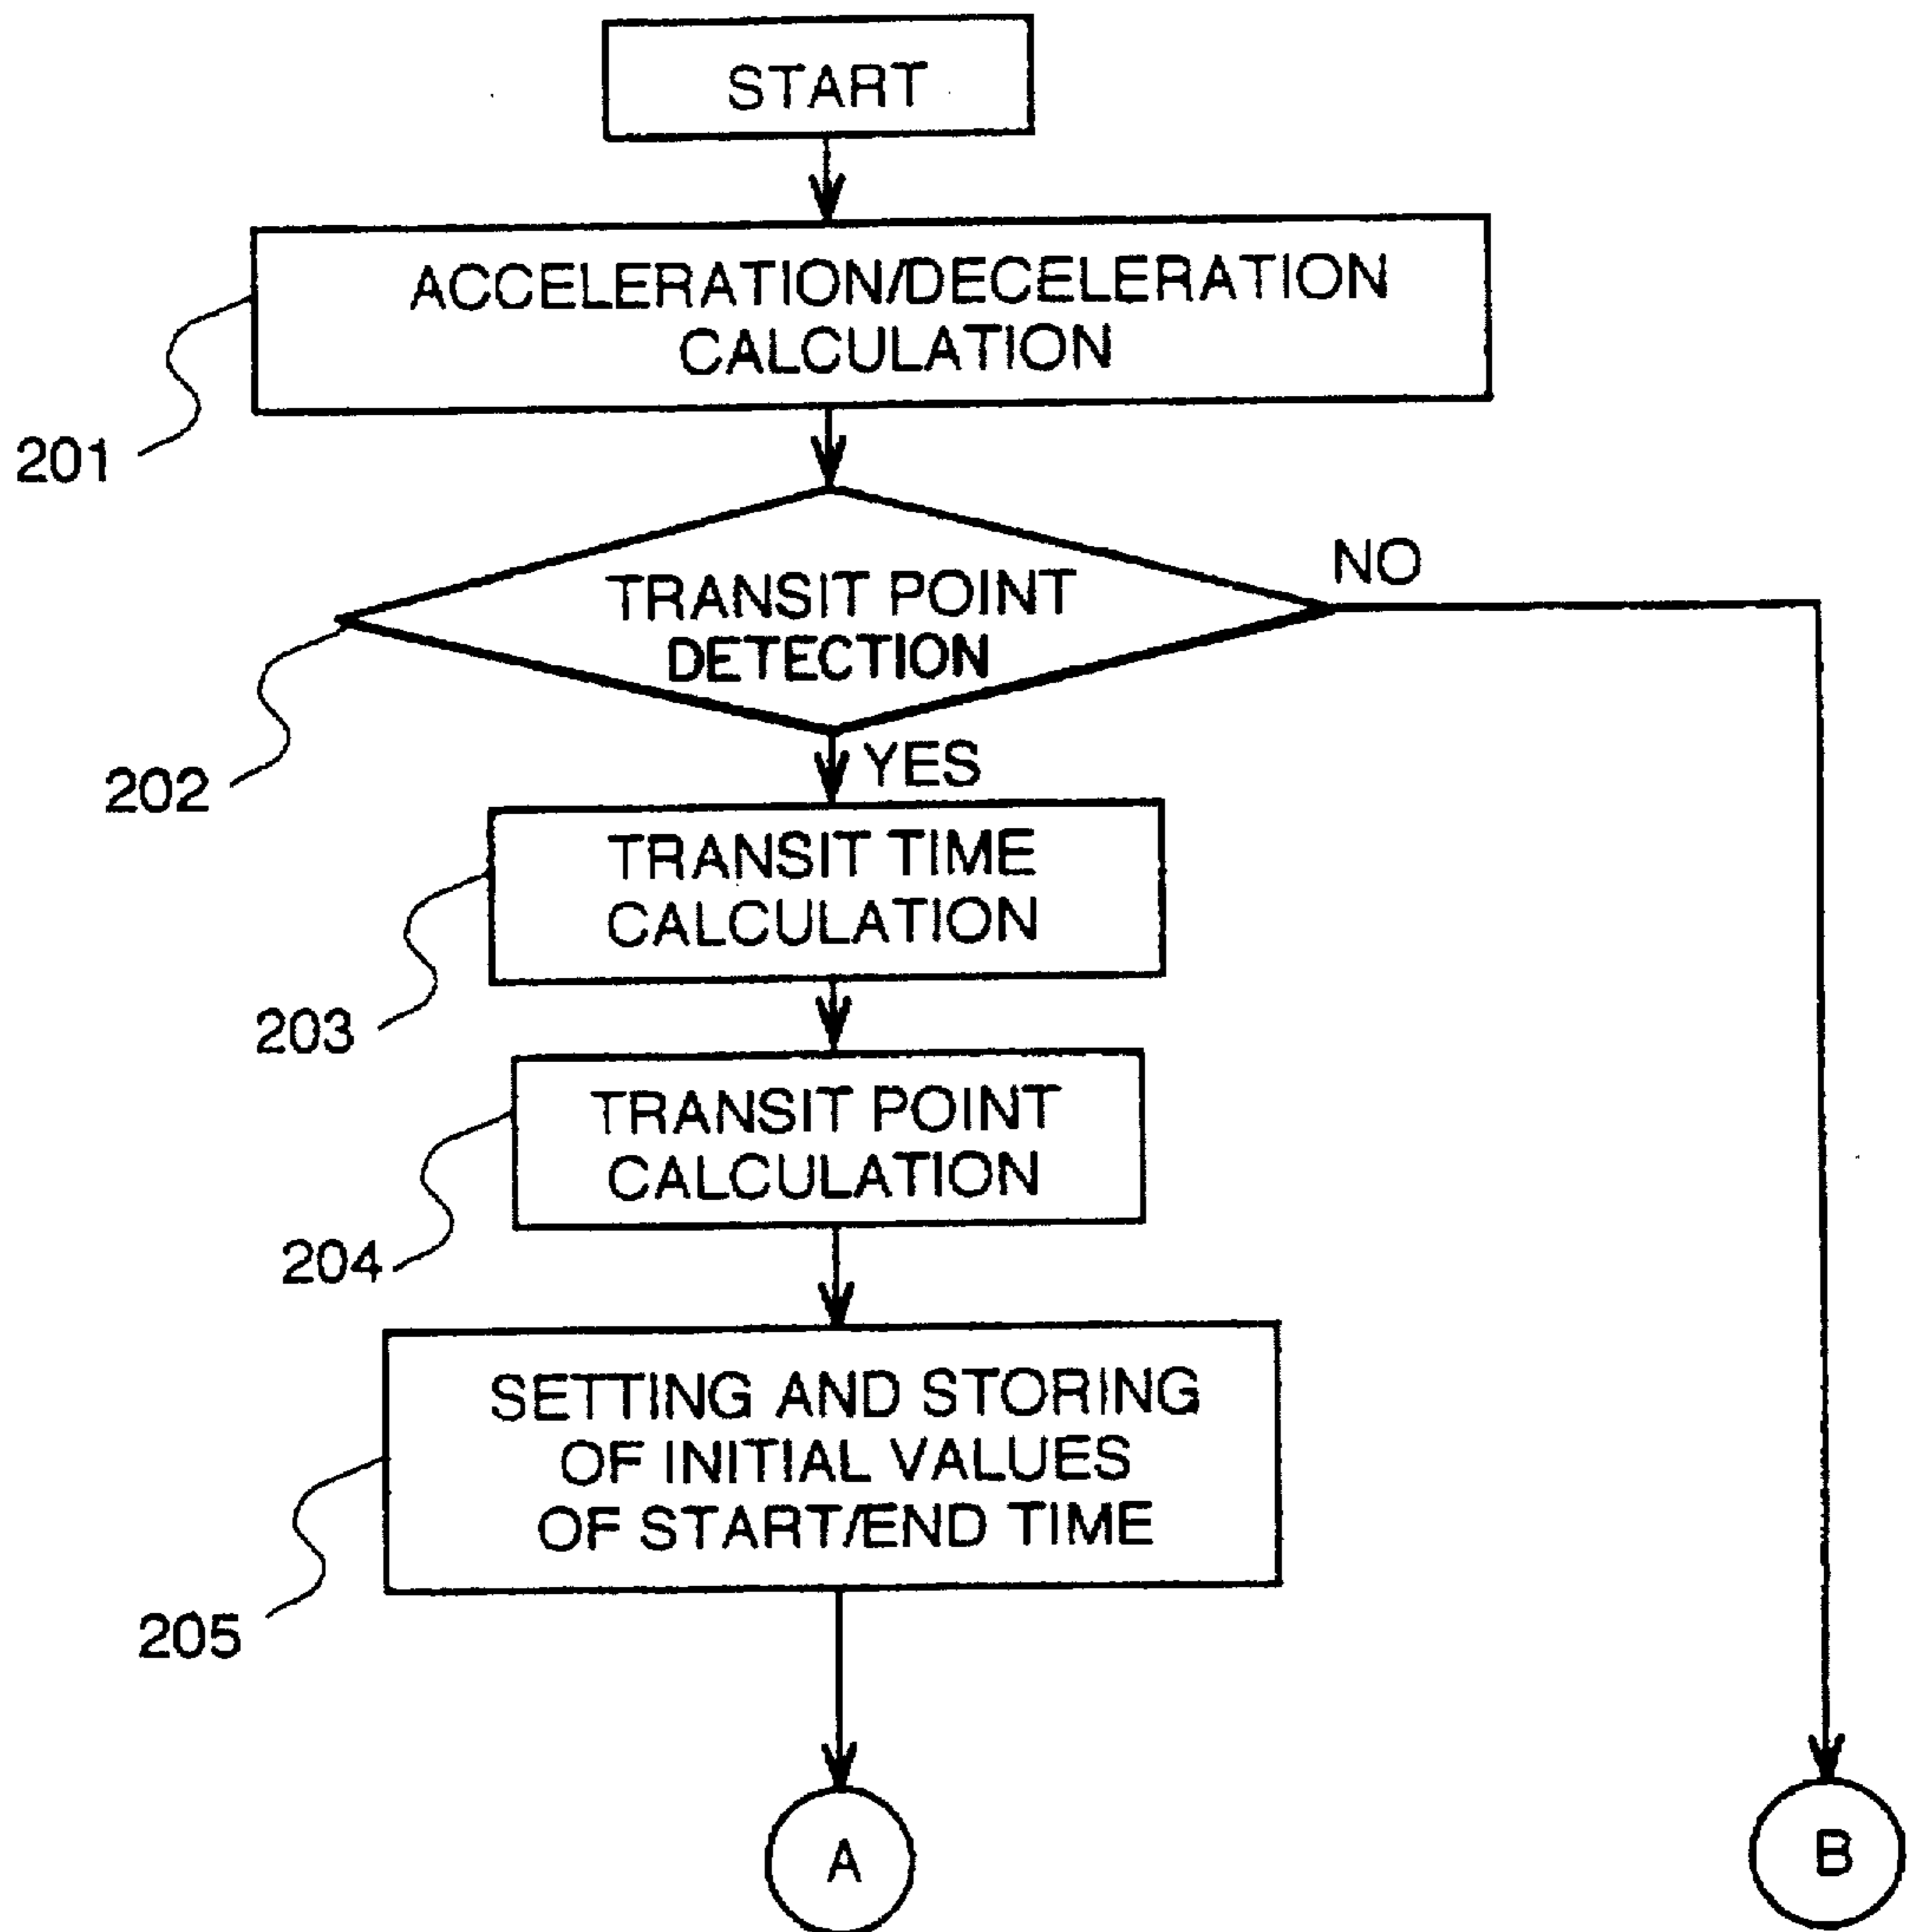 START
ACCELERATION/DECELERATION
CALCULATION
201
TRANSIT POINT
DETECTION
NO
202
YES
TRANSIT TIME
CALCULATION
203
TRANSIT POINT
CALCULATION
204
SETTING AND STORING
OF INITIAL VALUES
OF START/END TIME
205
A
B